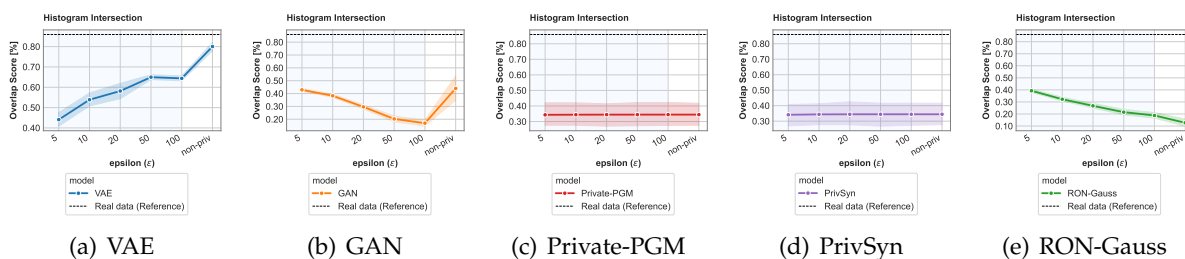 Histogram Intersection
Overlap Score [%]
0.80
0.70
0.60
0.50
0.40
5
10
20
50
100
non-priv
epsilon (ε)
model
VAE
Real data (Reference)
(a) VAE
Histogram Intersection
Overlap Score [%]
0.80
0.60
0.40
0.20
5
10
20
50
100
non-priv
epsilon (ε)
model
GAN
Real data (Reference)
(b) GAN
Histogram Intersection
Overlap Score [%]
0.80
0.70
0.60
0.50
0.40
0.30
5
10
20
50
100
non-priv
epsilon (ε)
model
Private-PGM
Real data (Reference)
(c) Private-PGM
Histogram Intersection
Overlap Score [%]
0.80
0.70
0.60
0.50
0.40
0.30
5
10
20
50
100
non-priv
epsilon (ε)
model
PrivSyn
Real data (Reference)
(d) PrivSyn
Histogram Intersection
Overlap Score [%]
0.80
0.70
0.60
0.50
0.40
0.30
0.20
0.10
5
10
20
50
100
non-priv
epsilon (ε)
model
RON-Gauss
Real data (Reference)
(e) RON-Gauss